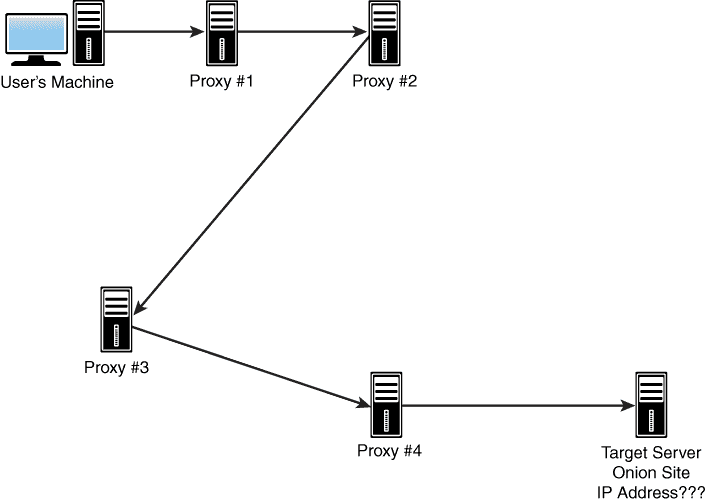 User's Machine
Proxy #1
Proxy #2
Proxy #3
Proxy #4
Target Server
Onion Site
IP Address???